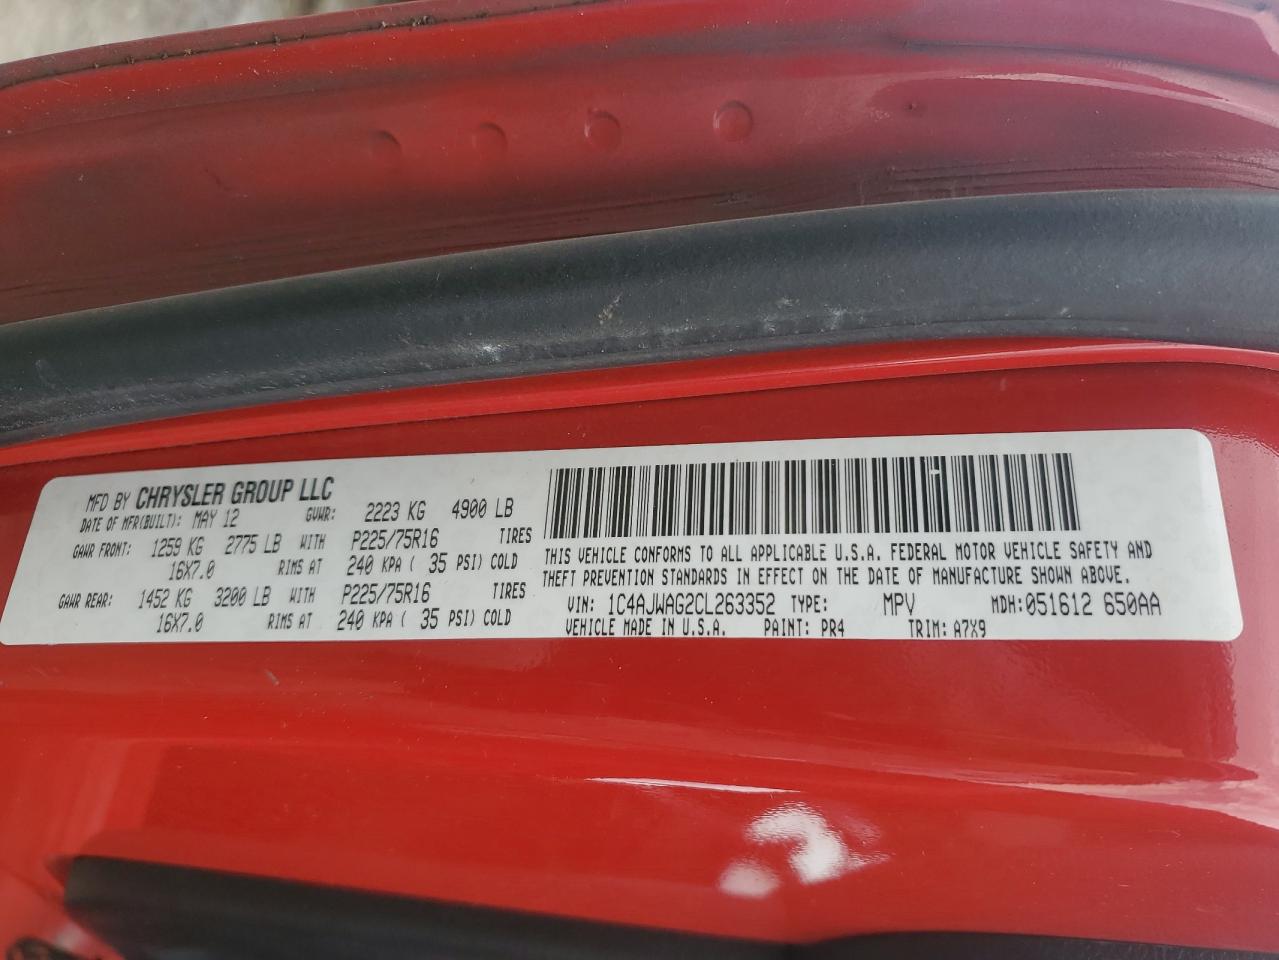 MFD BY CHRYSLER GROUP LLC
DATE OF MFR(BUILT): MAY 12 GVWR: 2223 KG 4900 LB
GAWR FRONT: 1259 KG 2775 LB WITH P225/75R16 TIRES
16X7.0 RIMS AT 240 KPA ( 35 PSI) COLD
GAWR REAR: 1452 KG 3200 LB WITH P225/75R16 TIRES
16X7.0 RIMS AT 240 KPA ( 35 PSI) COLD
THIS VEHICLE CONFORMS TO ALL APPLICABLE U.S.A. FEDERAL MOTOR VEHICLE SAFETY AND
THEFT PREVENTION STANDARDS IN EFFECT ON THE DATE OF MANUFACTURE SHOWN ABOVE.
VIN: 1C4AJWAG2CL263352 TYPE: MPV MDH:051612 650AA
VEHICLE MADE IN U.S.A. PAINT: PR4 TRIM: A7X9